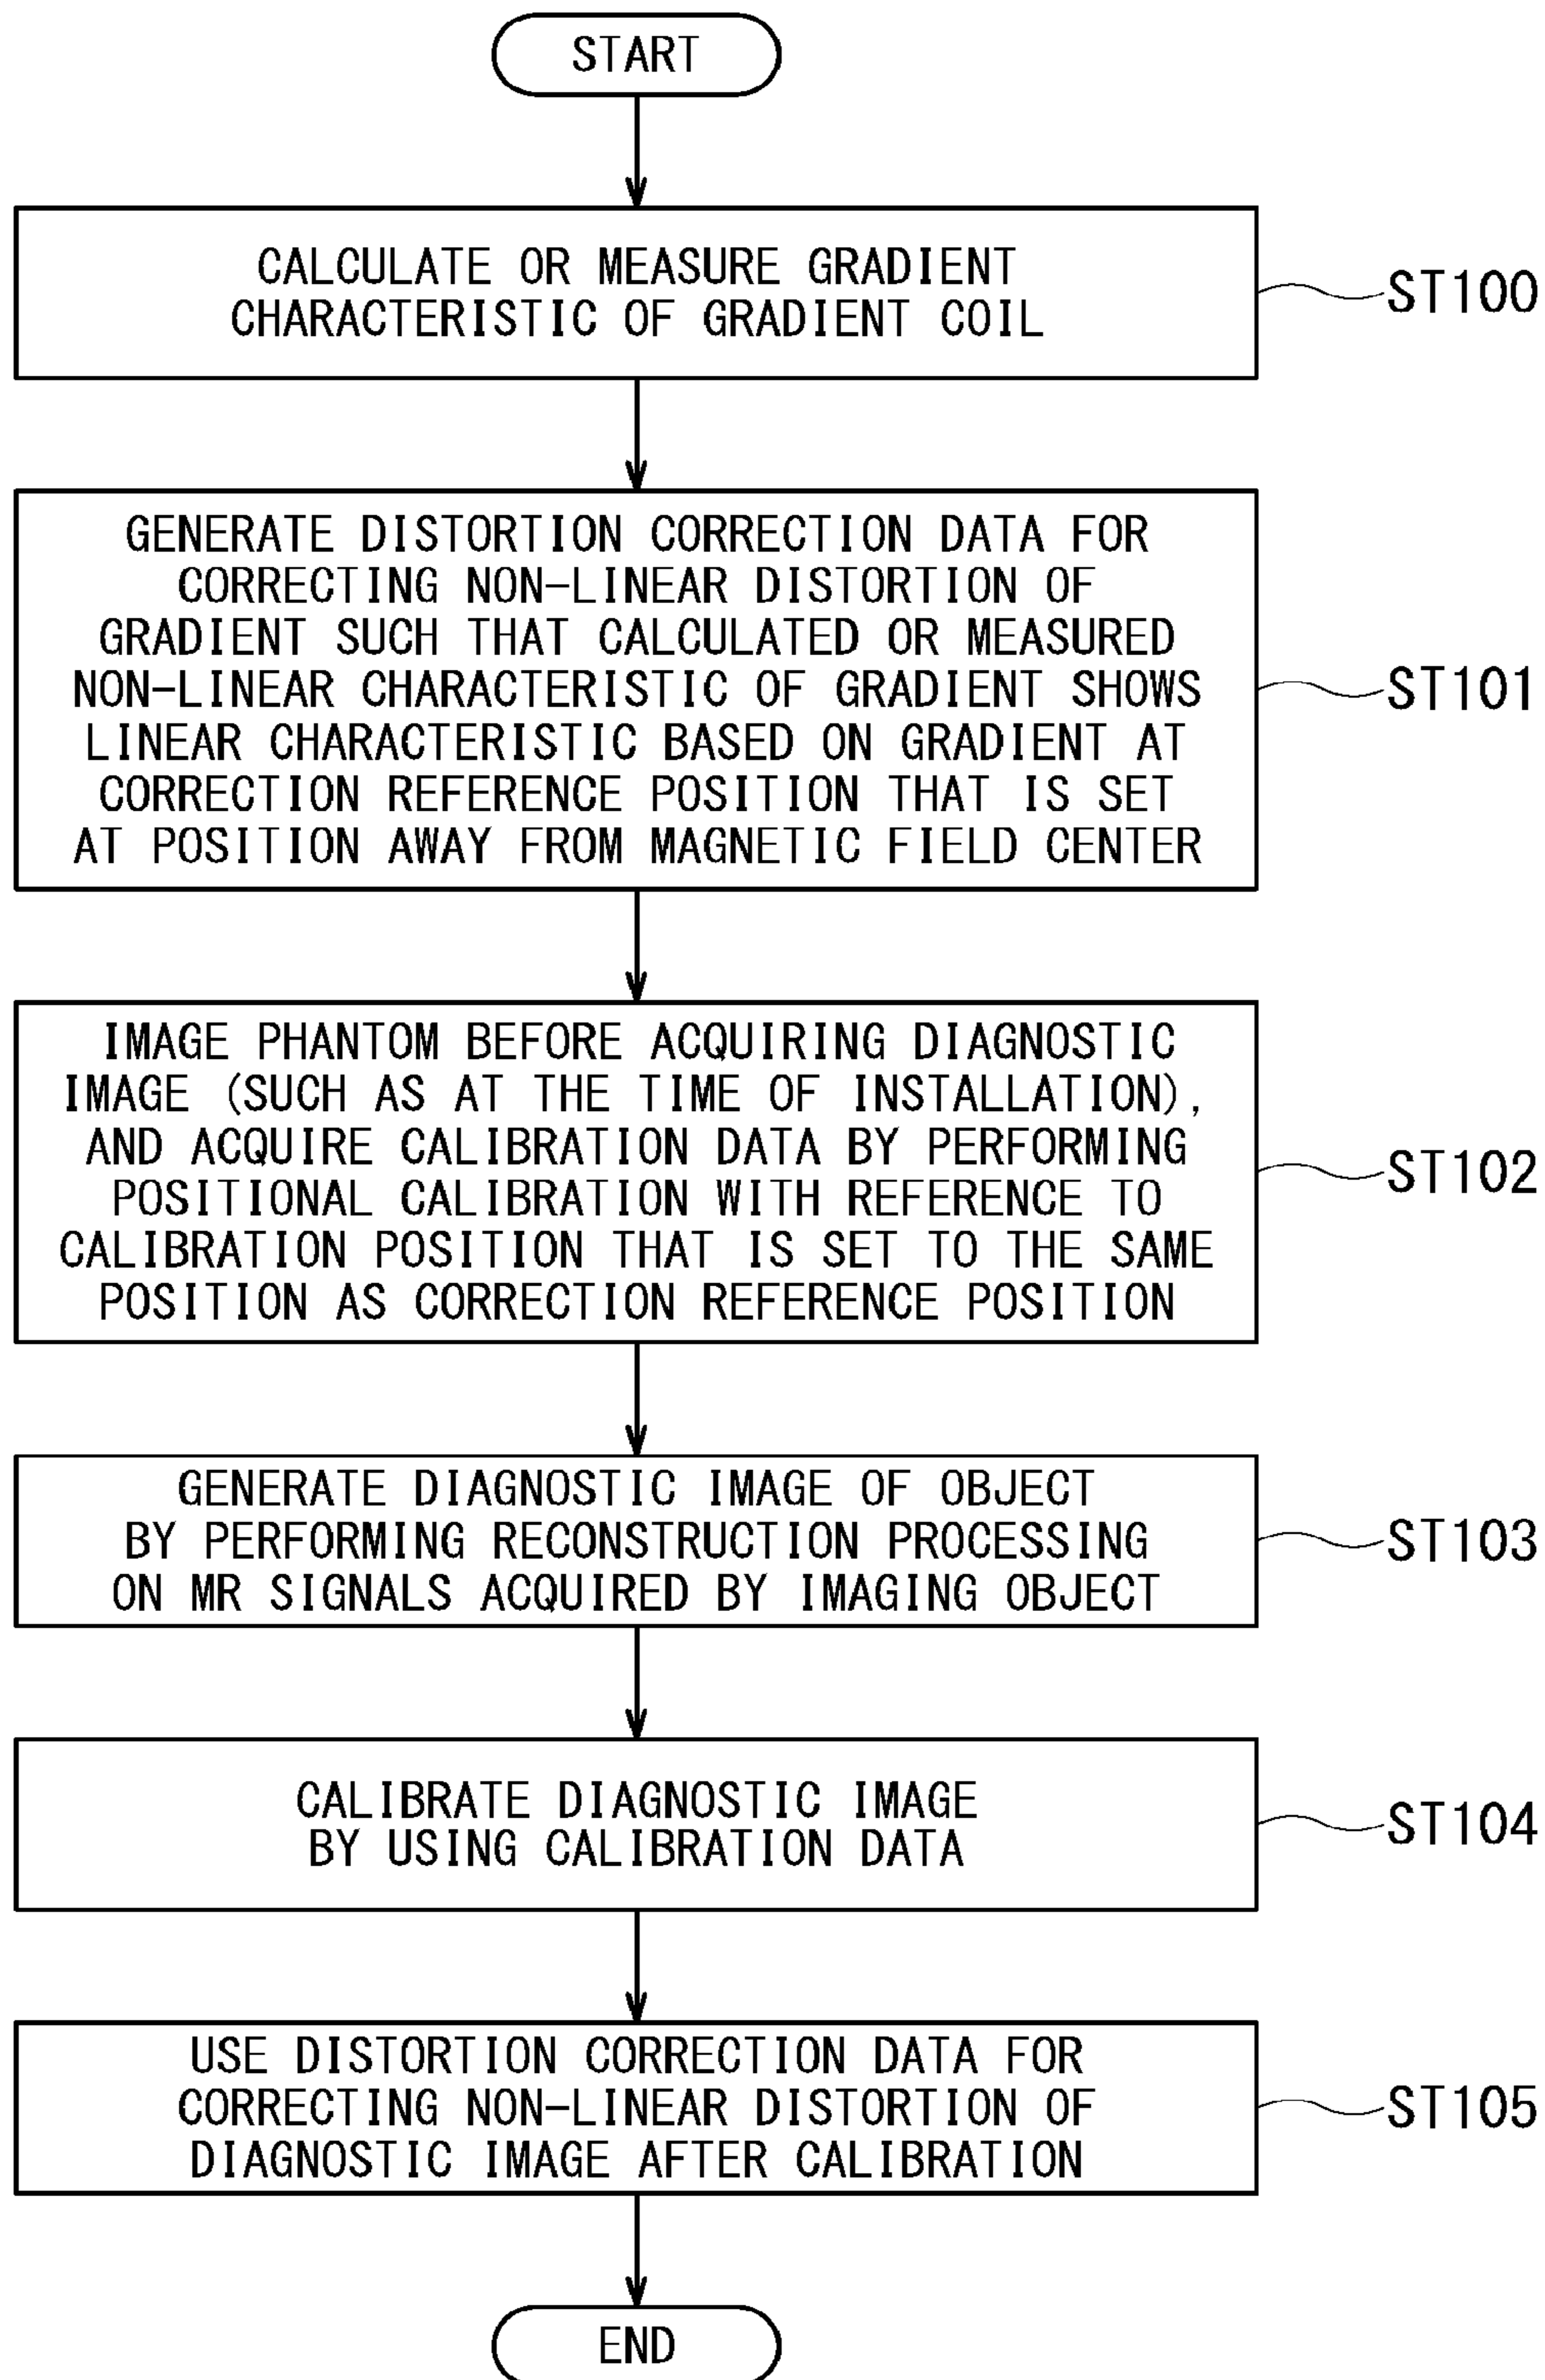 START
CALCULATE OR MEASURE GRADIENT
CHARACTERISTIC OF GRADIENT COIL
ST100
GENERATE DISTORTION CORRECTION DATA FOR
CORRECTING NON-LINEAR DISTORTION OF
GRADIENT SUCH THAT CALCULATED OR MEASURED
NON-LINEAR CHARACTERISTIC OF GRADIENT SHOWS
LINEAR CHARACTERISTIC BASED ON GRADIENT AT
CORRECTION REFERENCE POSITION THAT IS SET
AT POSITION AWAY FROM MAGNETIC FIELD CENTER
ST101
IMAGE PHANTOM BEFORE ACQUIRING DIAGNOSTIC
IMAGE (SUCH AS AT THE TIME OF INSTALLATION),
AND ACQUIRE CALIBRATION DATA BY PERFORMING
POSITIONAL CALIBRATION WITH REFERENCE TO
CALIBRATION POSITION THAT IS SET TO THE SAME
POSITION AS CORRECTION REFERENCE POSITION
ST102
GENERATE DIAGNOSTIC IMAGE OF OBJECT
BY PERFORMING RECONSTRUCTION PROCESSING
ON MR SIGNALS ACQUIRED BY IMAGING OBJECT
ST103
CALIBRATE DIAGNOSTIC IMAGE
BY USING CALIBRATION DATA
ST104
USE DISTORTION CORRECTION DATA FOR
CORRECTING NON-LINEAR DISTORTION OF
DIAGNOSTIC IMAGE AFTER CALIBRATION
ST105
END